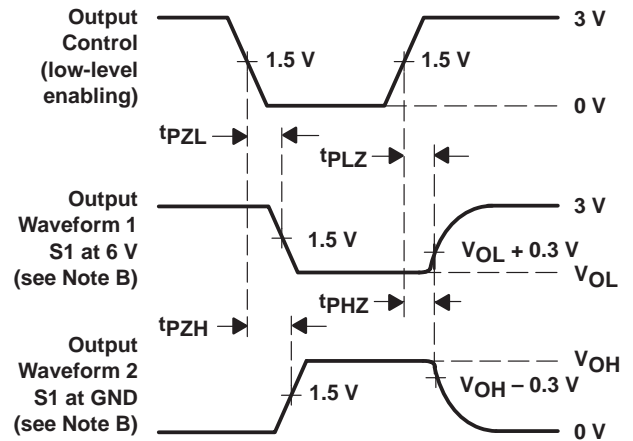 Output
Control
(low-level
enabling)
3 V
1.5 V
1.5 V
0 V
tPZL
tPLZ
Output
Waveform 1
S1 at 6 V
(see Note B)
3 V
1.5 V
VOL + 0.3 V
VOL
tPZH
tPHZ
Output
Waveform 2
S1 at GND
(see Note B)
VOH
1.5 V
VOH − 0.3 V
0 V